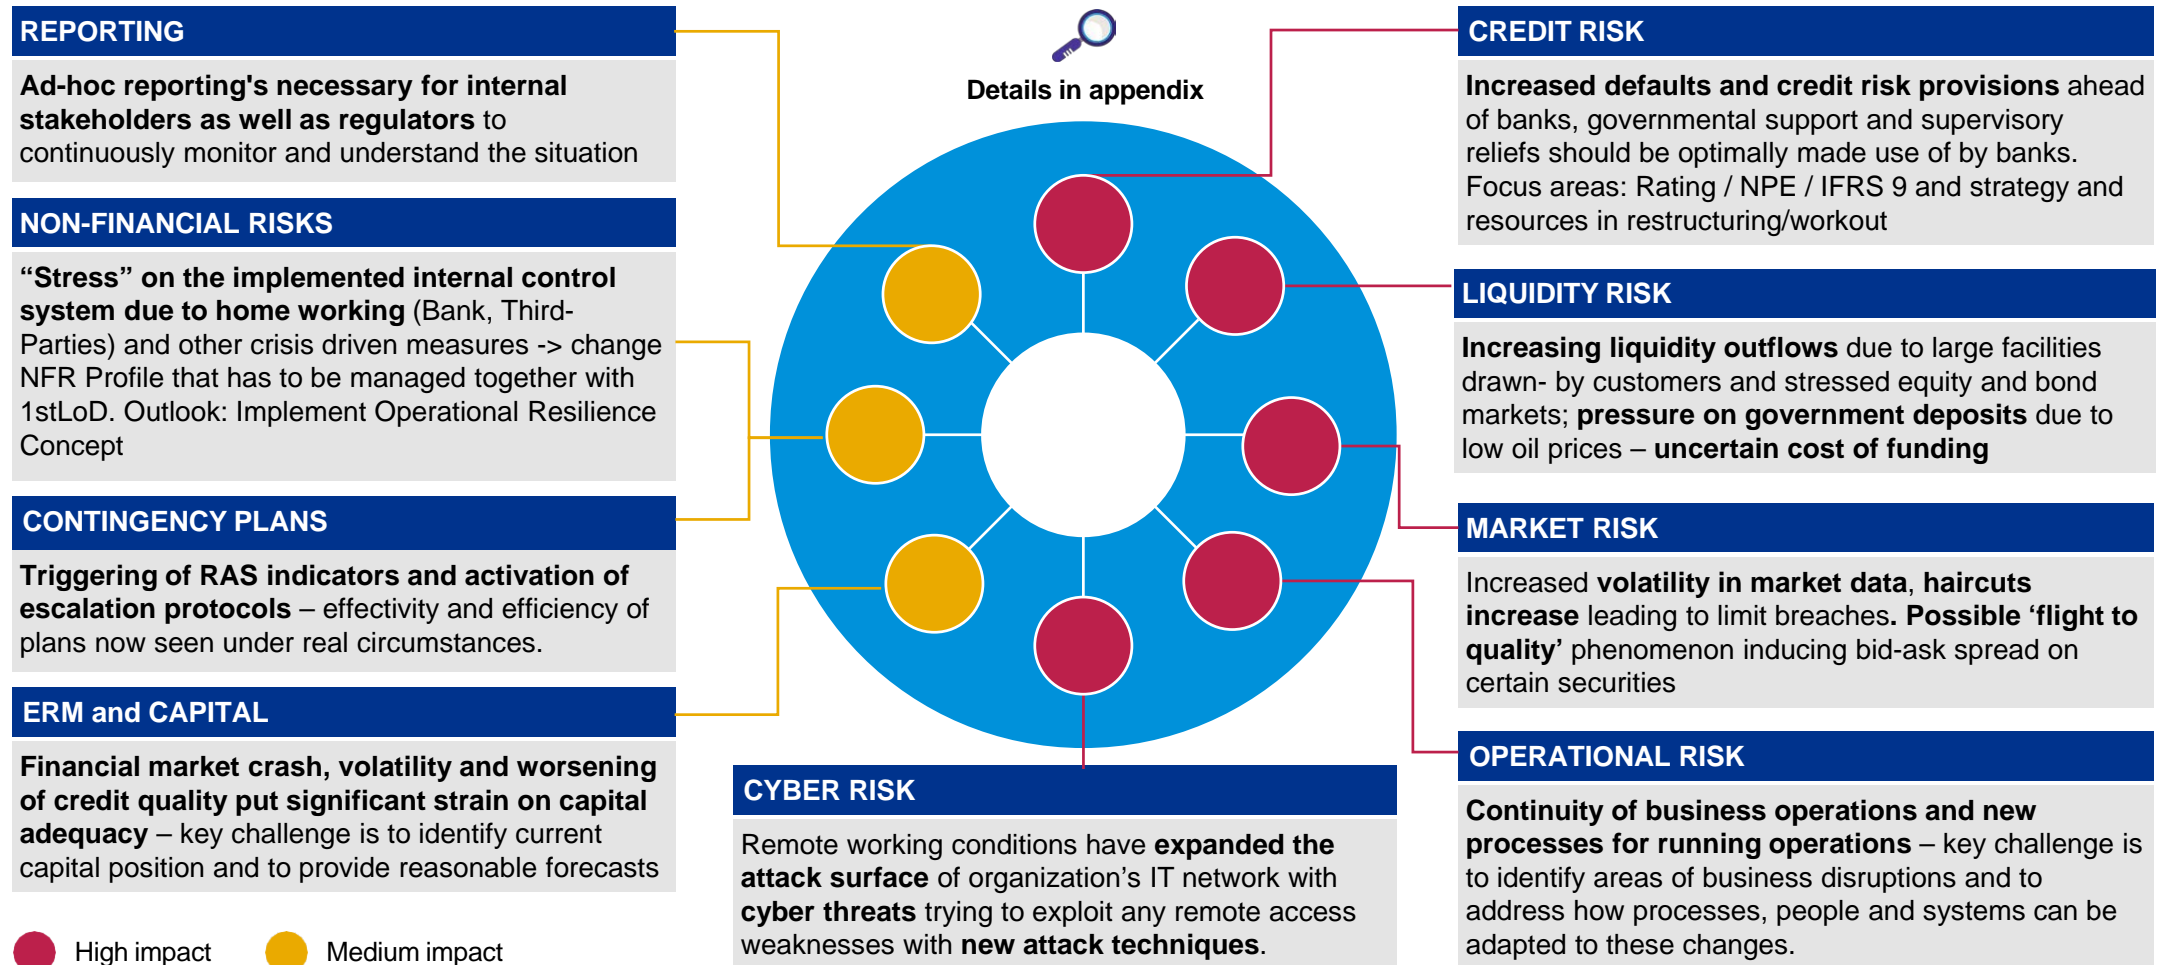 REPORTING
Ad-hoc reporting's necessary for internal
stakeholders as well as regulators to
continuously monitor and understand the situation
NON-FINANCIAL RISKS
“Stress” on the implemented internal control
system due to home working (Bank, Third-
Parties) and other crisis driven measures -> change
NFR Profile that has to be managed together with
1stLoD. Outlook: Implement Operational Resilience
Concept
CONTINGENCY PLANS
Triggering of RAS indicators and activation of
escalation protocols – effectivity and efficiency of
plans now seen under real circumstances.
ERM and CAPITAL
Financial market crash, volatility and worsening
of credit quality put significant strain on capital
adequacy – key challenge is to identify current
capital position and to provide reasonable forecasts
High impact
Medium impact
Details in appendix
CYBER RISK
Remote working conditions have expanded the
attack surface of organization’s IT network with
cyber threats trying to exploit any remote access
weaknesses with new attack techniques.
CREDIT RISK
Increased defaults and credit risk provisions ahead
of banks, governmental support and supervisory
reliefs should be optimally made use of by banks.
Focus areas: Rating / NPE / IFRS 9 and strategy and
resources in restructuring/workout
LIQUIDITY RISK
Increasing liquidity outflows due to large facilities
drawn- by customers and stressed equity and bond
markets; pressure on government deposits due to
low oil prices – uncertain cost of funding
MARKET RISK
Increased volatility in market data, haircuts
increase leading to limit breaches. Possible ‘flight to
quality’ phenomenon inducing bid-ask spread on
certain securities
OPERATIONAL RISK
Continuity of business operations and new
processes for running operations – key challenge is
to identify areas of business disruptions and to
address how processes, people and systems can be
adapted to these changes.